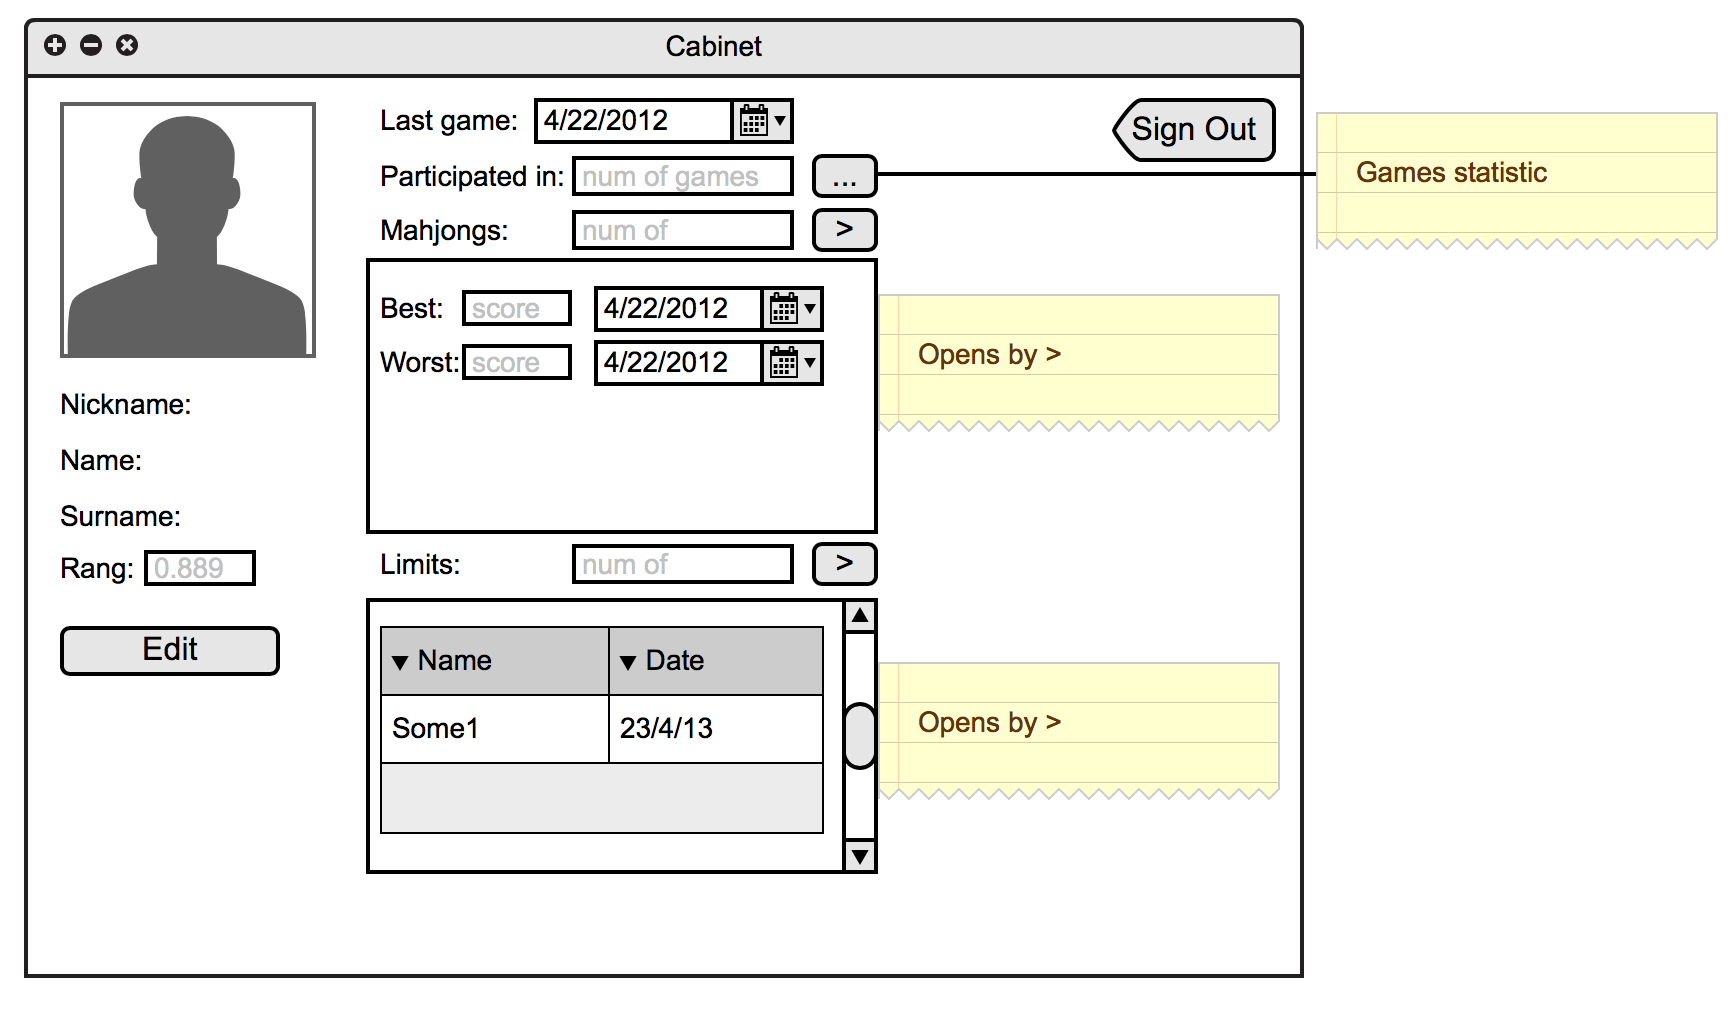 Cabinet
Last game: 4/22/2012
Sign Out
Participated in: num of games ...
Games statistic
Mahjongs: num of >
Best: score 4/22/2012
Worst: score 4/22/2012
Opens by >
Nickname:
Name:
Surname:
Rang: 0.889
Edit
Limits: num of >
Name Date
Some1 23/4/13
Opens by >